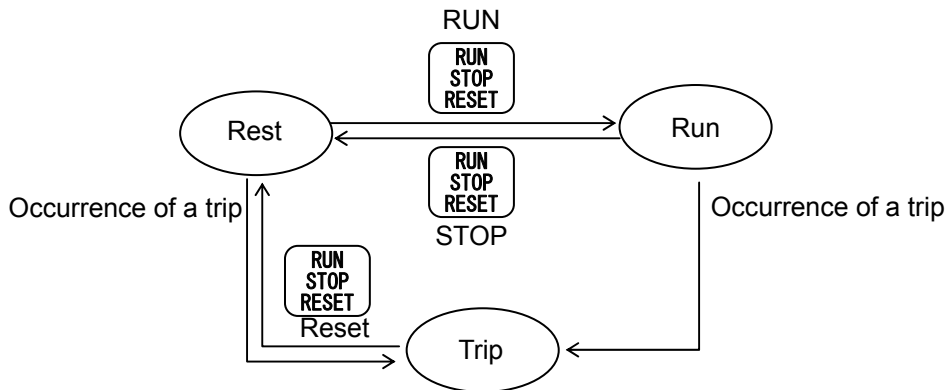 RUN
RUN
STOP
RESET
Rest
Run
RUN
STOP
RESET
STOP
Occurrence of a trip
Occurrence of a trip
RUN
STOP
RESET
Reset
Trip